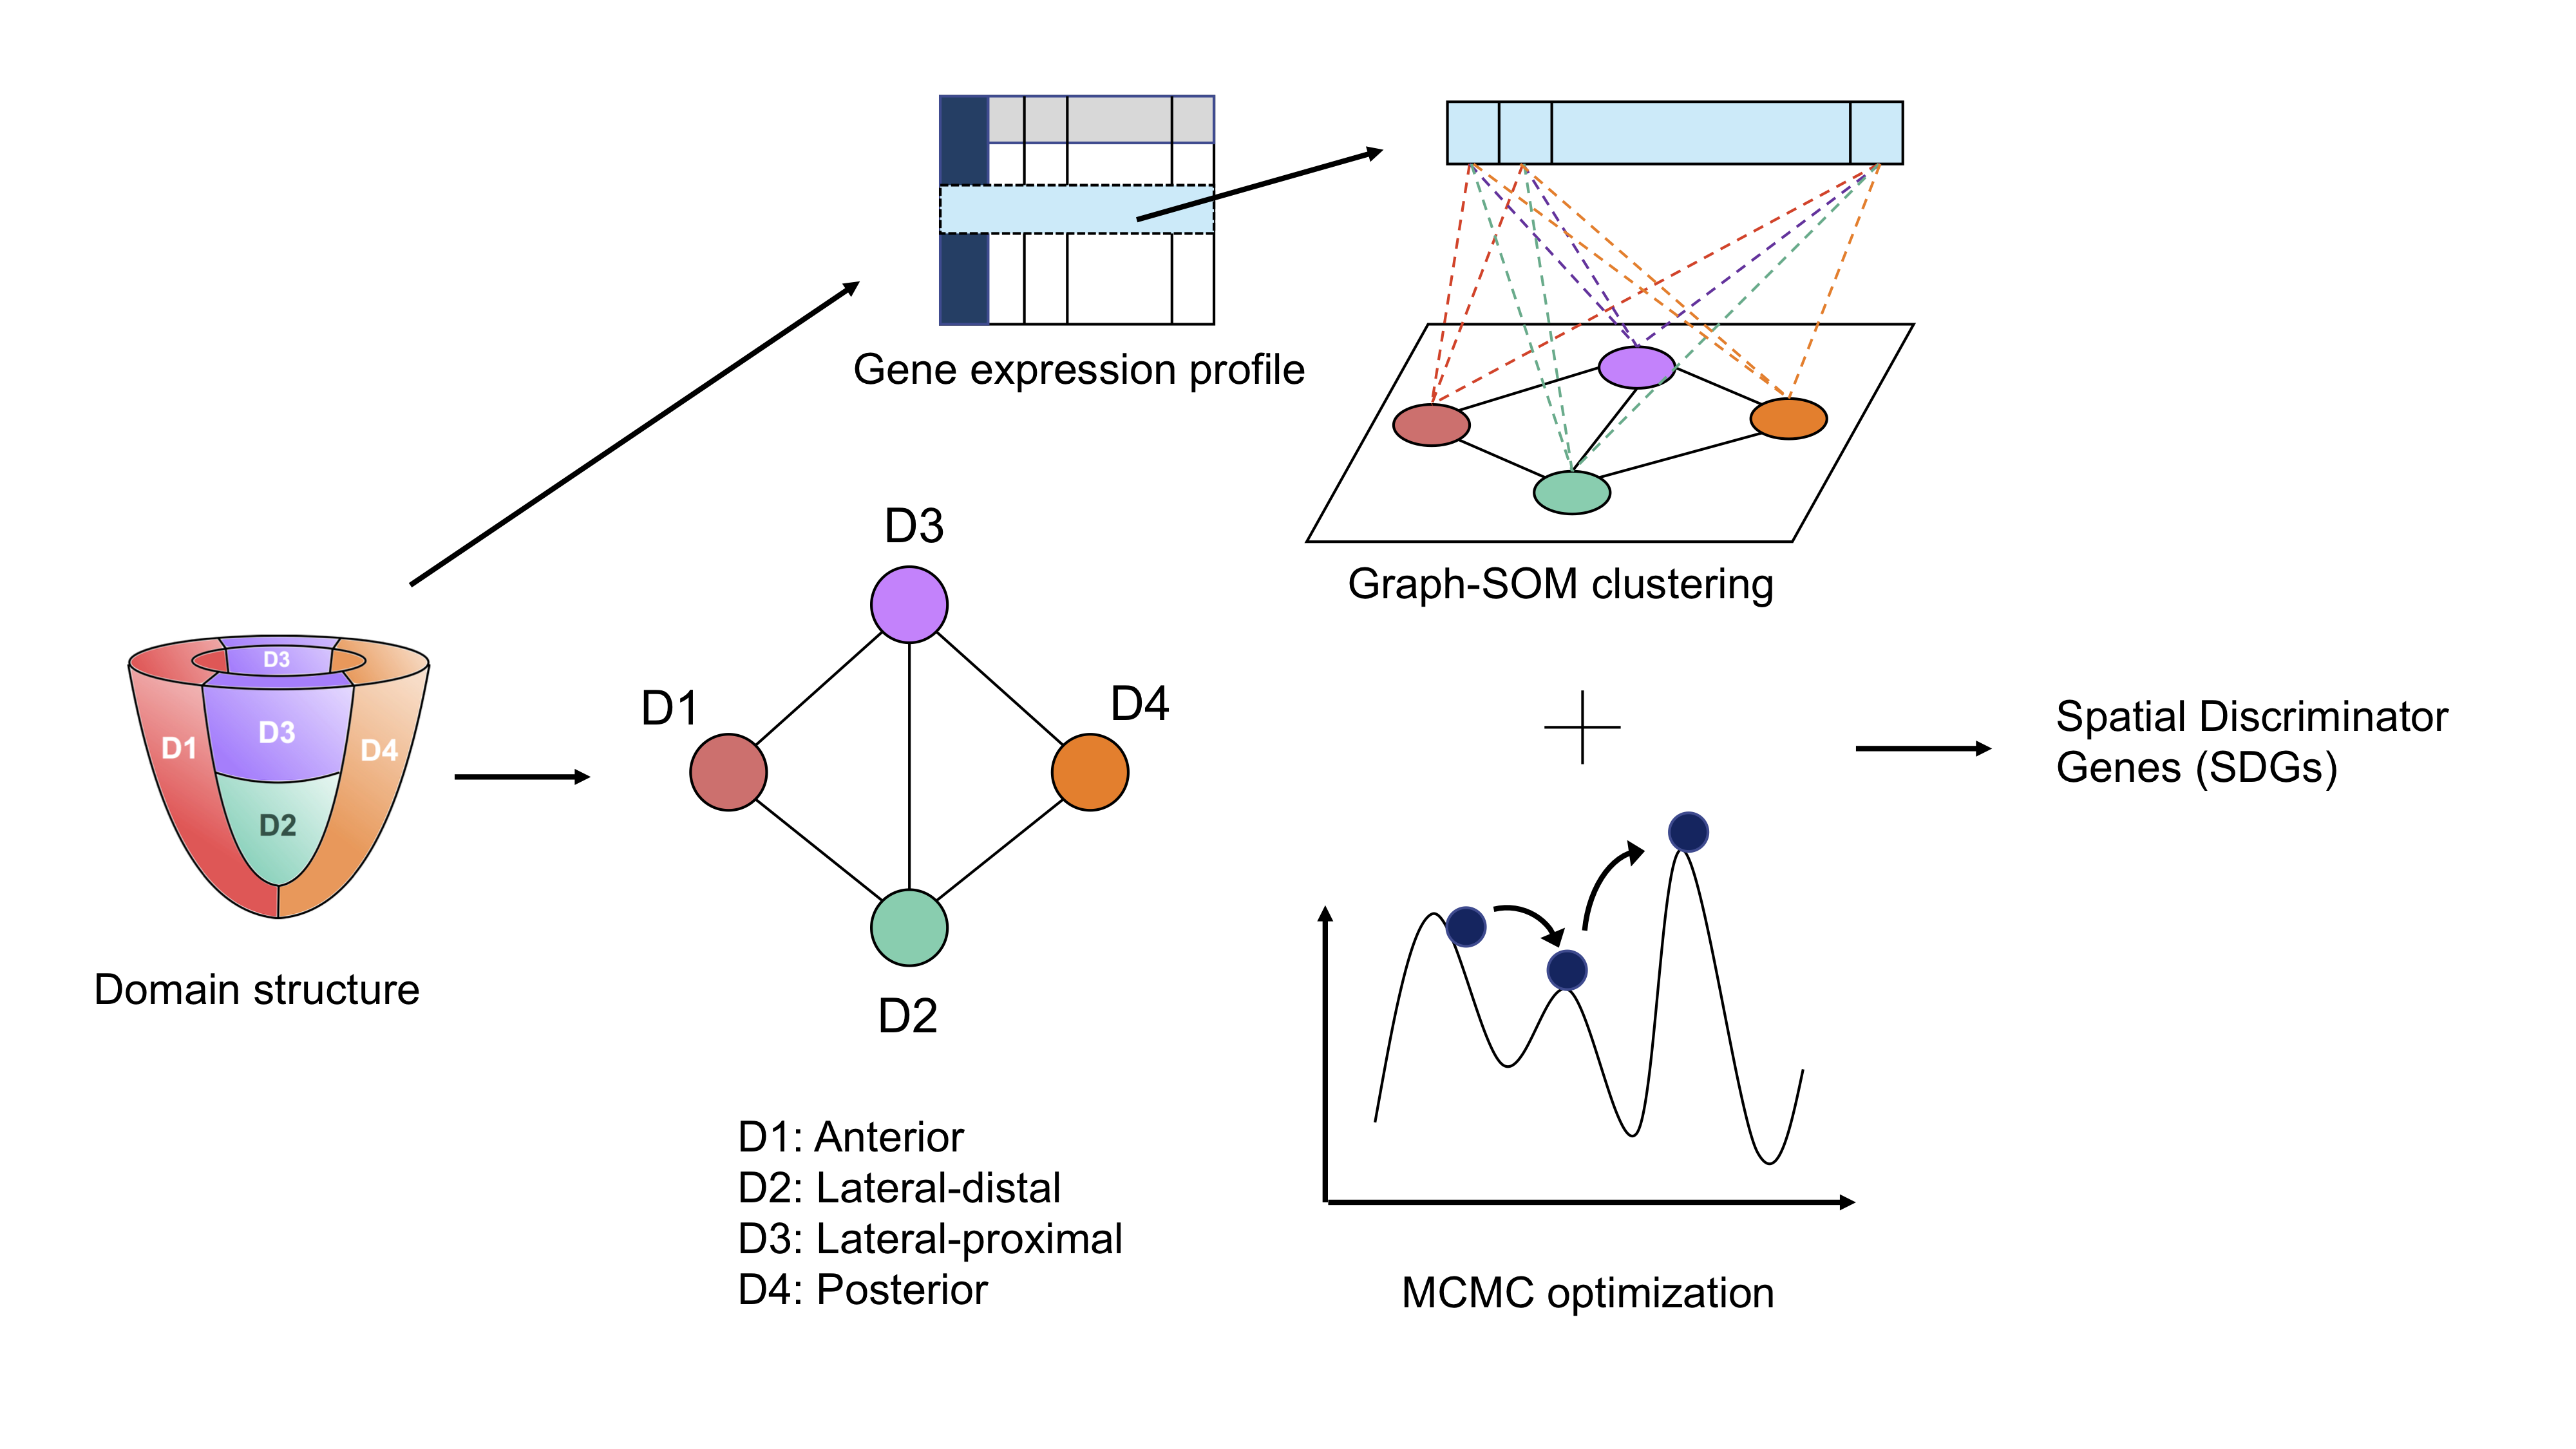 Gene expression profile
Graph-SOM clustering
D3
D1
D4
D2
D3
D3
D1
D4
D2
Domain structure
D1: Anterior
D2: Lateral-distal
D3: Lateral-proximal
D4: Posterior
MCMC optimization
Spatial Discriminator
Genes (SDGs)